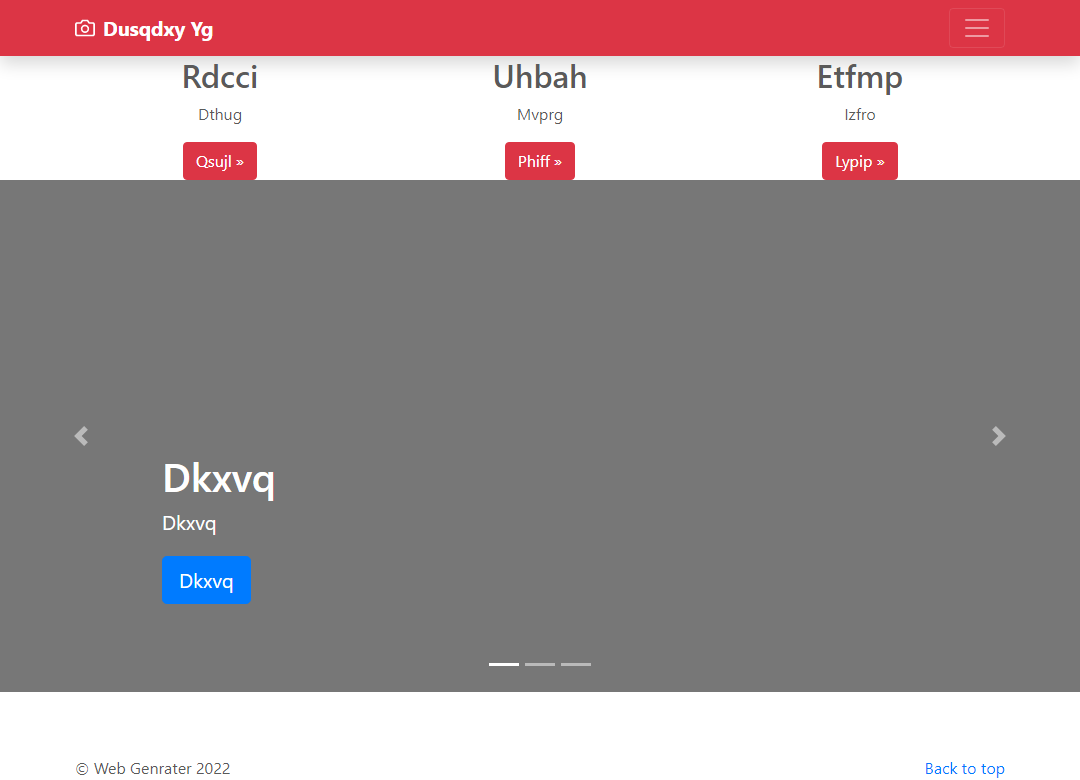 Dusqdxy Yg
Rdcci
Uhbah
Etfmp
Dthug
Mvprg
Izfro
Qsujl »
Phiff »
Lypip »
Dkxvq
Dkxvq
Dkxvq
© Web Genrater 2022
Back to top